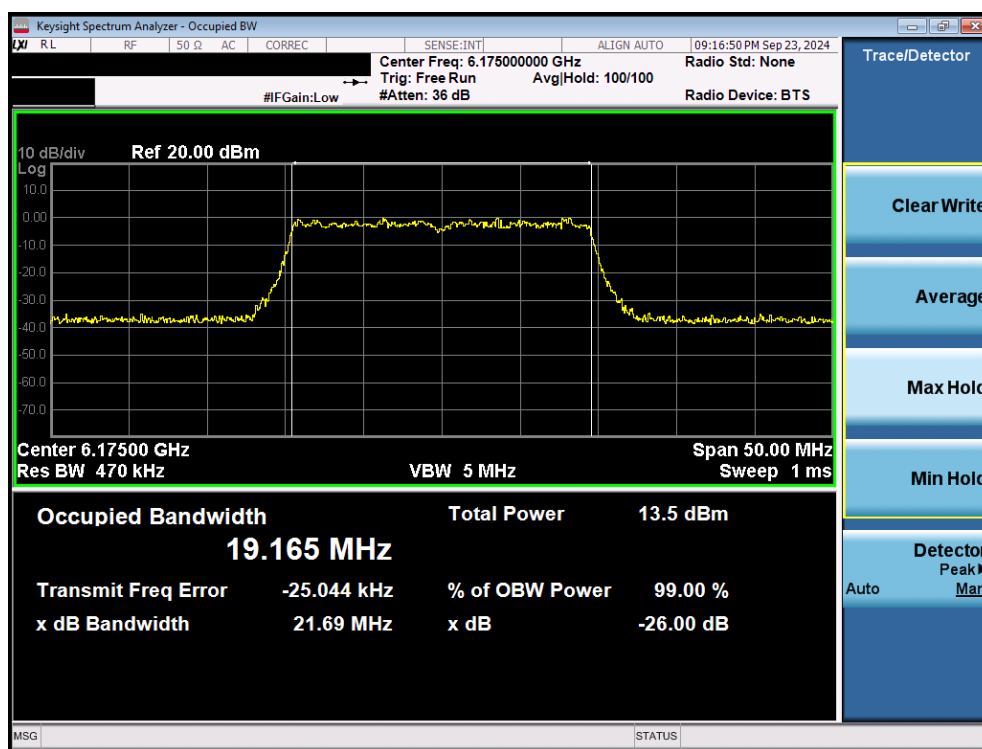 Keysight Spectrum Analyzer - Occupied BW
LXI RL RF 50 Ω AC CORREC SENSE:INT ALIGN AUTO 09:16:50 PM Sep 23, 2024
Center Freq: 6.175000000 GHz Radio Std: None
Trig: Free Run Avg|Hold: 100/100
#IFGain:Low #Atten: 36 dB Radio Device: BTS
Trace/Detector
10 dB/div Ref 20.00 dBm
Log
10.0
0.00
-10.0
-20.0
-30.0
-40.0
-50.0
-60.0
-70.0
Center 6.17500 GHz Span 50.00 MHz
Res BW 470 kHz VBW 5 MHz Sweep 1 ms
Occupied Bandwidth Total Power 13.5 dBm
19.165 MHz
Transmit Freq Error -25.044 kHz % of OBW Power 99.00 %
x dB Bandwidth 21.69 MHz x dB -26.00 dB
Clear Write
Average
Max Hold
Min Hold
Detector
Peak
Auto Man
MSG STATUS